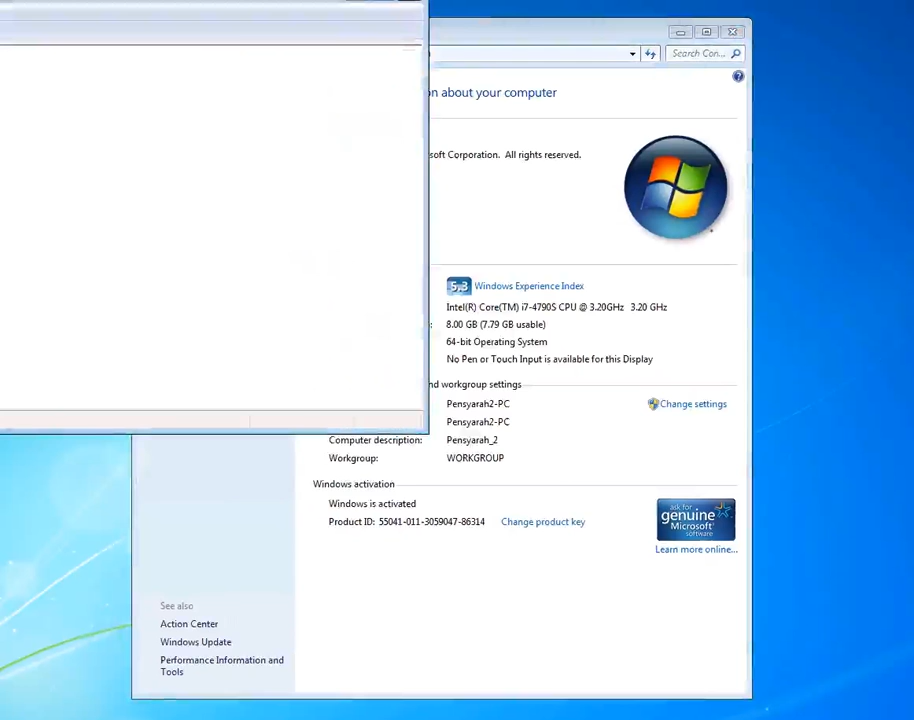 Search Con...
on about your computer
soft Corporation. All rights reserved.
5.3 Windows Experience Index
Intel(R) Core(TM) i7-4790S CPU @ 3.20GHz 3.20 GHz
: 8.00 GB (7.79 GB usable)
64-bit Operating System
No Pen or Touch Input is available for this Display
nd workgroup settings
Pensyarah2-PC
Change settings
Pensyarah2-PC
Computer description: Pensyarah_2
Workgroup: WORKGROUP
Windows activation
Windows is activated
Product ID: 55041-011-3059047-86314 Change product key
ask for
genuine
Microsoft
software
Learn more online...
See also
Action Center
Windows Update
Performance Information and
Tools